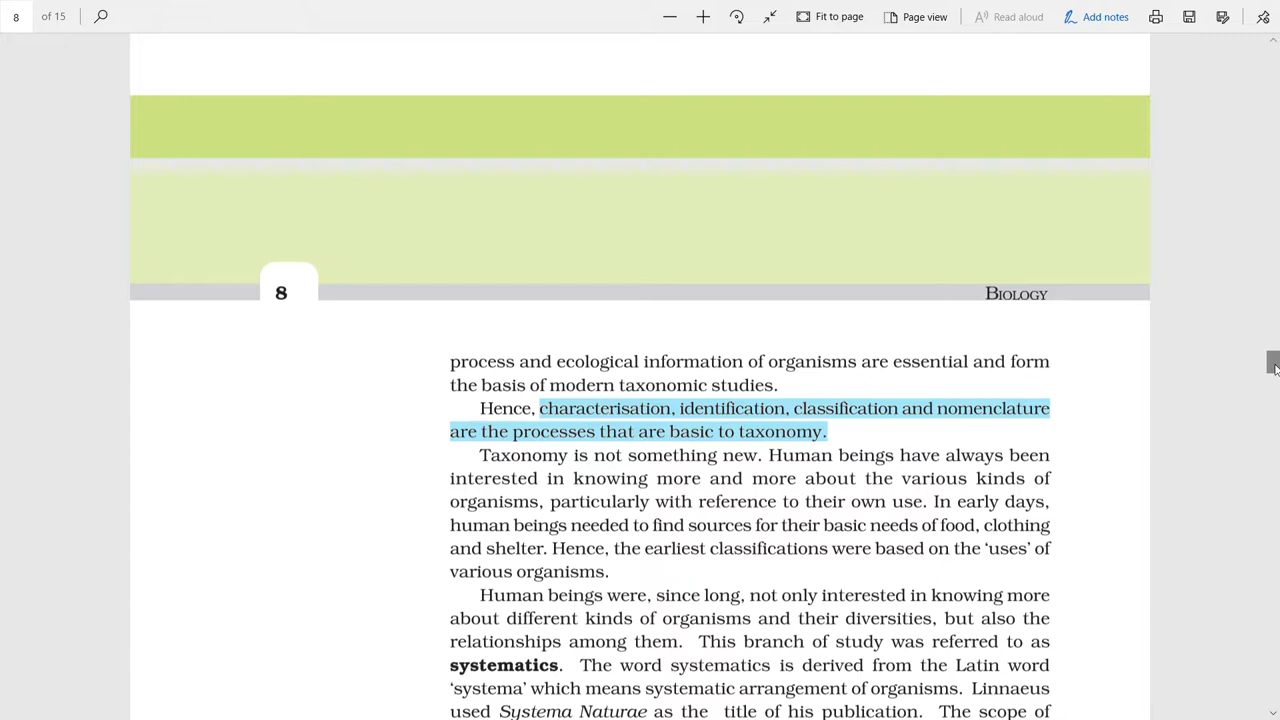 8 of 15 Fit to page Page view Read aloud Add notes
8 BIOLOGY
process and ecological information of organisms are essential and form
the basis of modern taxonomic studies.
Hence, characterisation, identification, classification and nomenclature
are the processes that are basic to taxonomy.
Taxonomy is not something new. Human beings have always been
interested in knowing more and more about the various kinds of
organisms, particularly with reference to their own use. In early days,
human beings needed to find sources for their basic needs of food, clothing
and shelter. Hence, the earliest classifications were based on the ‘uses’ of
various organisms.
Human beings were, since long, not only interested in knowing more
about different kinds of organisms and their diversities, but also the
relationships among them. This branch of study was referred to as
systematics. The word systematics is derived from the Latin word
‘systema’ which means systematic arrangement of organisms. Linnaeus
used Systema Naturae as the title of his publication. The scope of